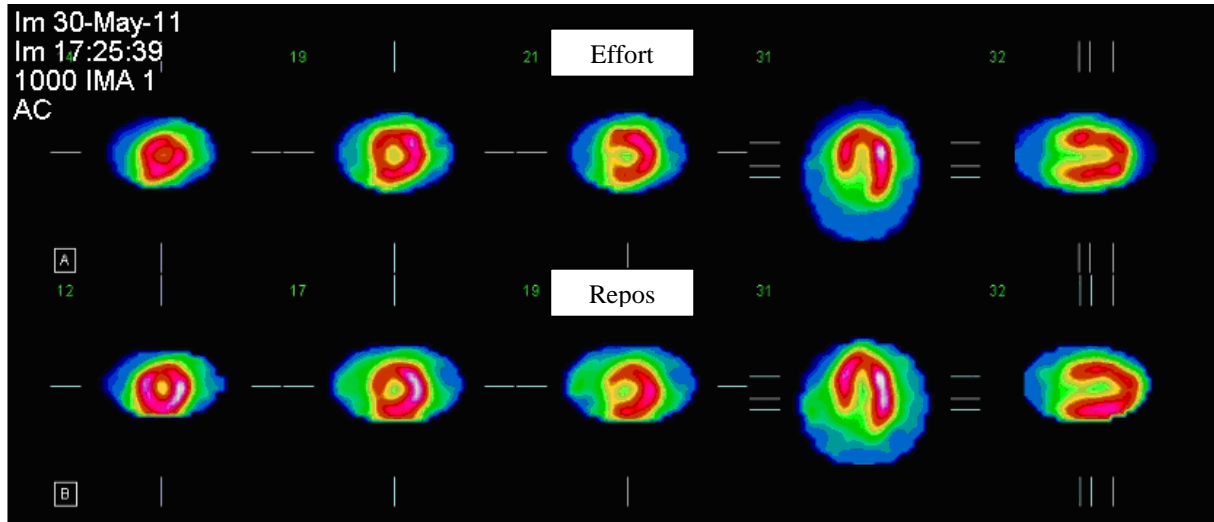 Im 30-May-11
Im 17:25:39
1000 IMA 1
AC
4 19 21 Effort 31 32
A
12 17 19 Repos 31 32
B